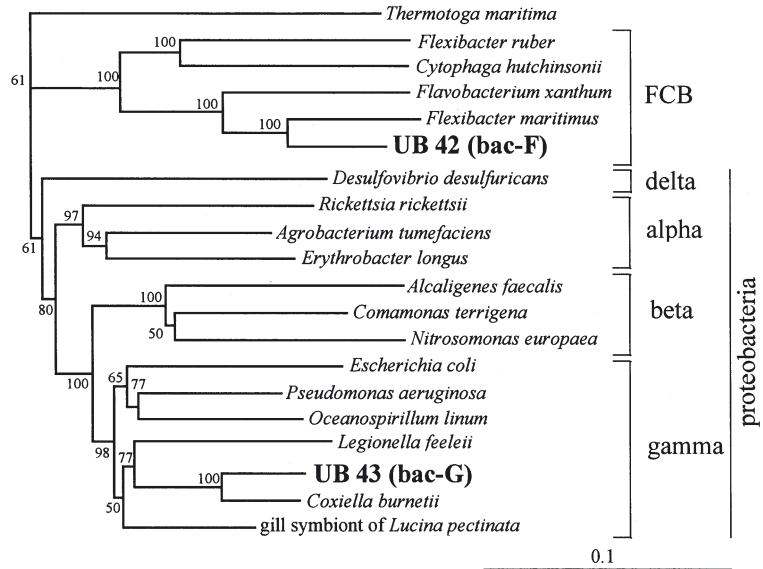 Thermotoga maritima
100 Flexibacter ruber
61 100 Cytophaga hutchinsonii
100 Flavobacterium xanthum FCB
100 Flexibacter maritimus
UB 42 (bac-F)
Desulfovibrio desulfuricans delta
97 Rickettsia rickettsii
61 94 Agrobacterium tumefaciens alpha
Erythrobacter longus
100 Alcaligenes faecalis
80 Comamonas terrigena beta
50 Nitrosomonas europaea
proteobacteria
Escherichia coli
100 65 77 Pseudomonas aeruginosa
Oceanospirillum linum
98 77 Legionella feeleii gamma
100 UB 43 (bac-G)
50 Coxiella burnetii
gill symbiont of Lucina pectinata
0.1